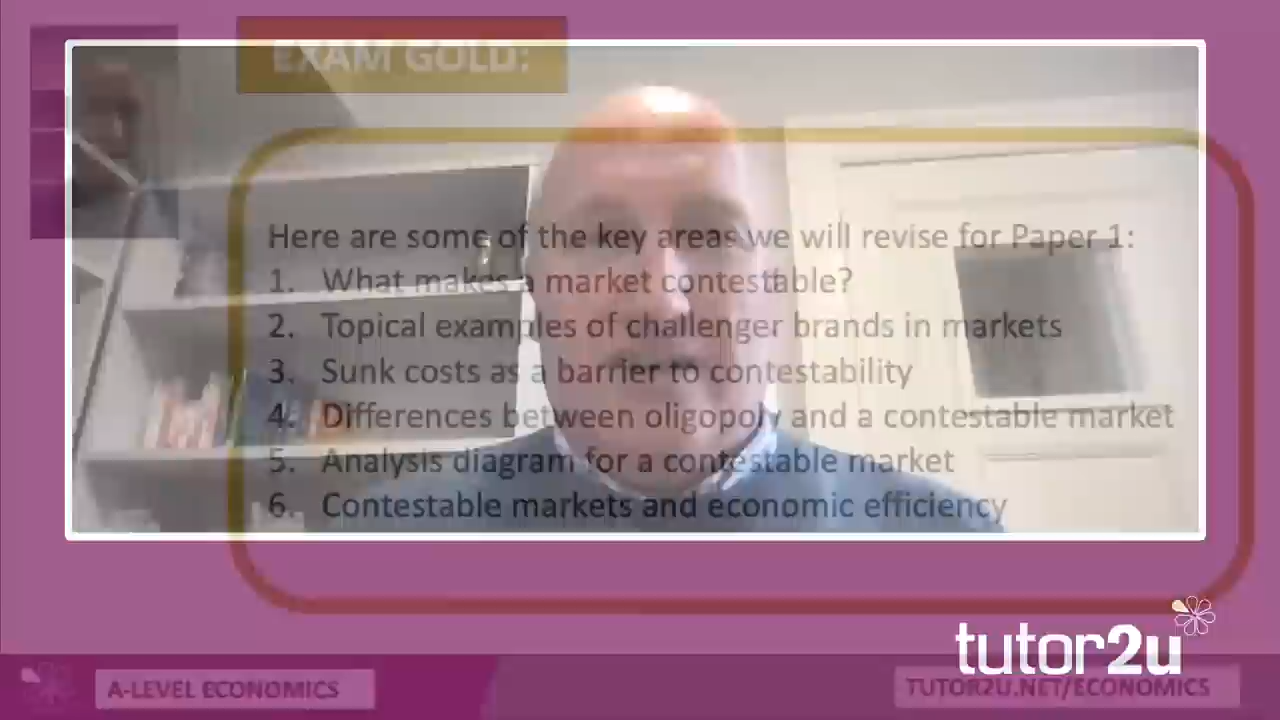 EXAM GOLD:
Here are some of the key areas we will revise for Paper 1:
1. What makes a market contestable?
2. Topical examples of challenger brands in markets
3. Sunk costs as a barrier to contestability
4. Differences between oligopoly and a contestable market
5. Analysis diagram for a contestable market
6. Contestable markets and economic efficiency
tutor2u
A-LEVEL ECONOMICS
TUTOR2U.NET/ECONOMICS